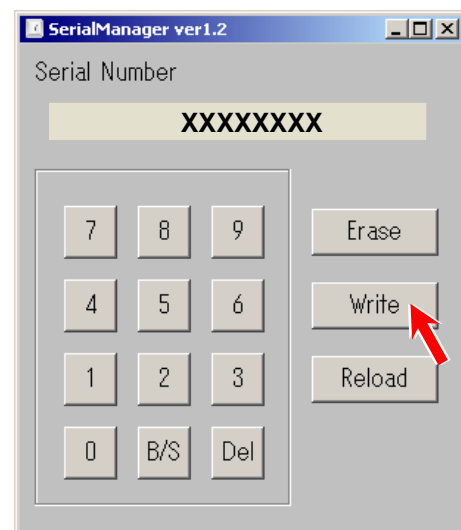 SerialManager ver1.2
Serial Number
XXXXXXXX
7 8 9 Erase
4 5 6 Write
1 2 3 Reload
0 B/S Del